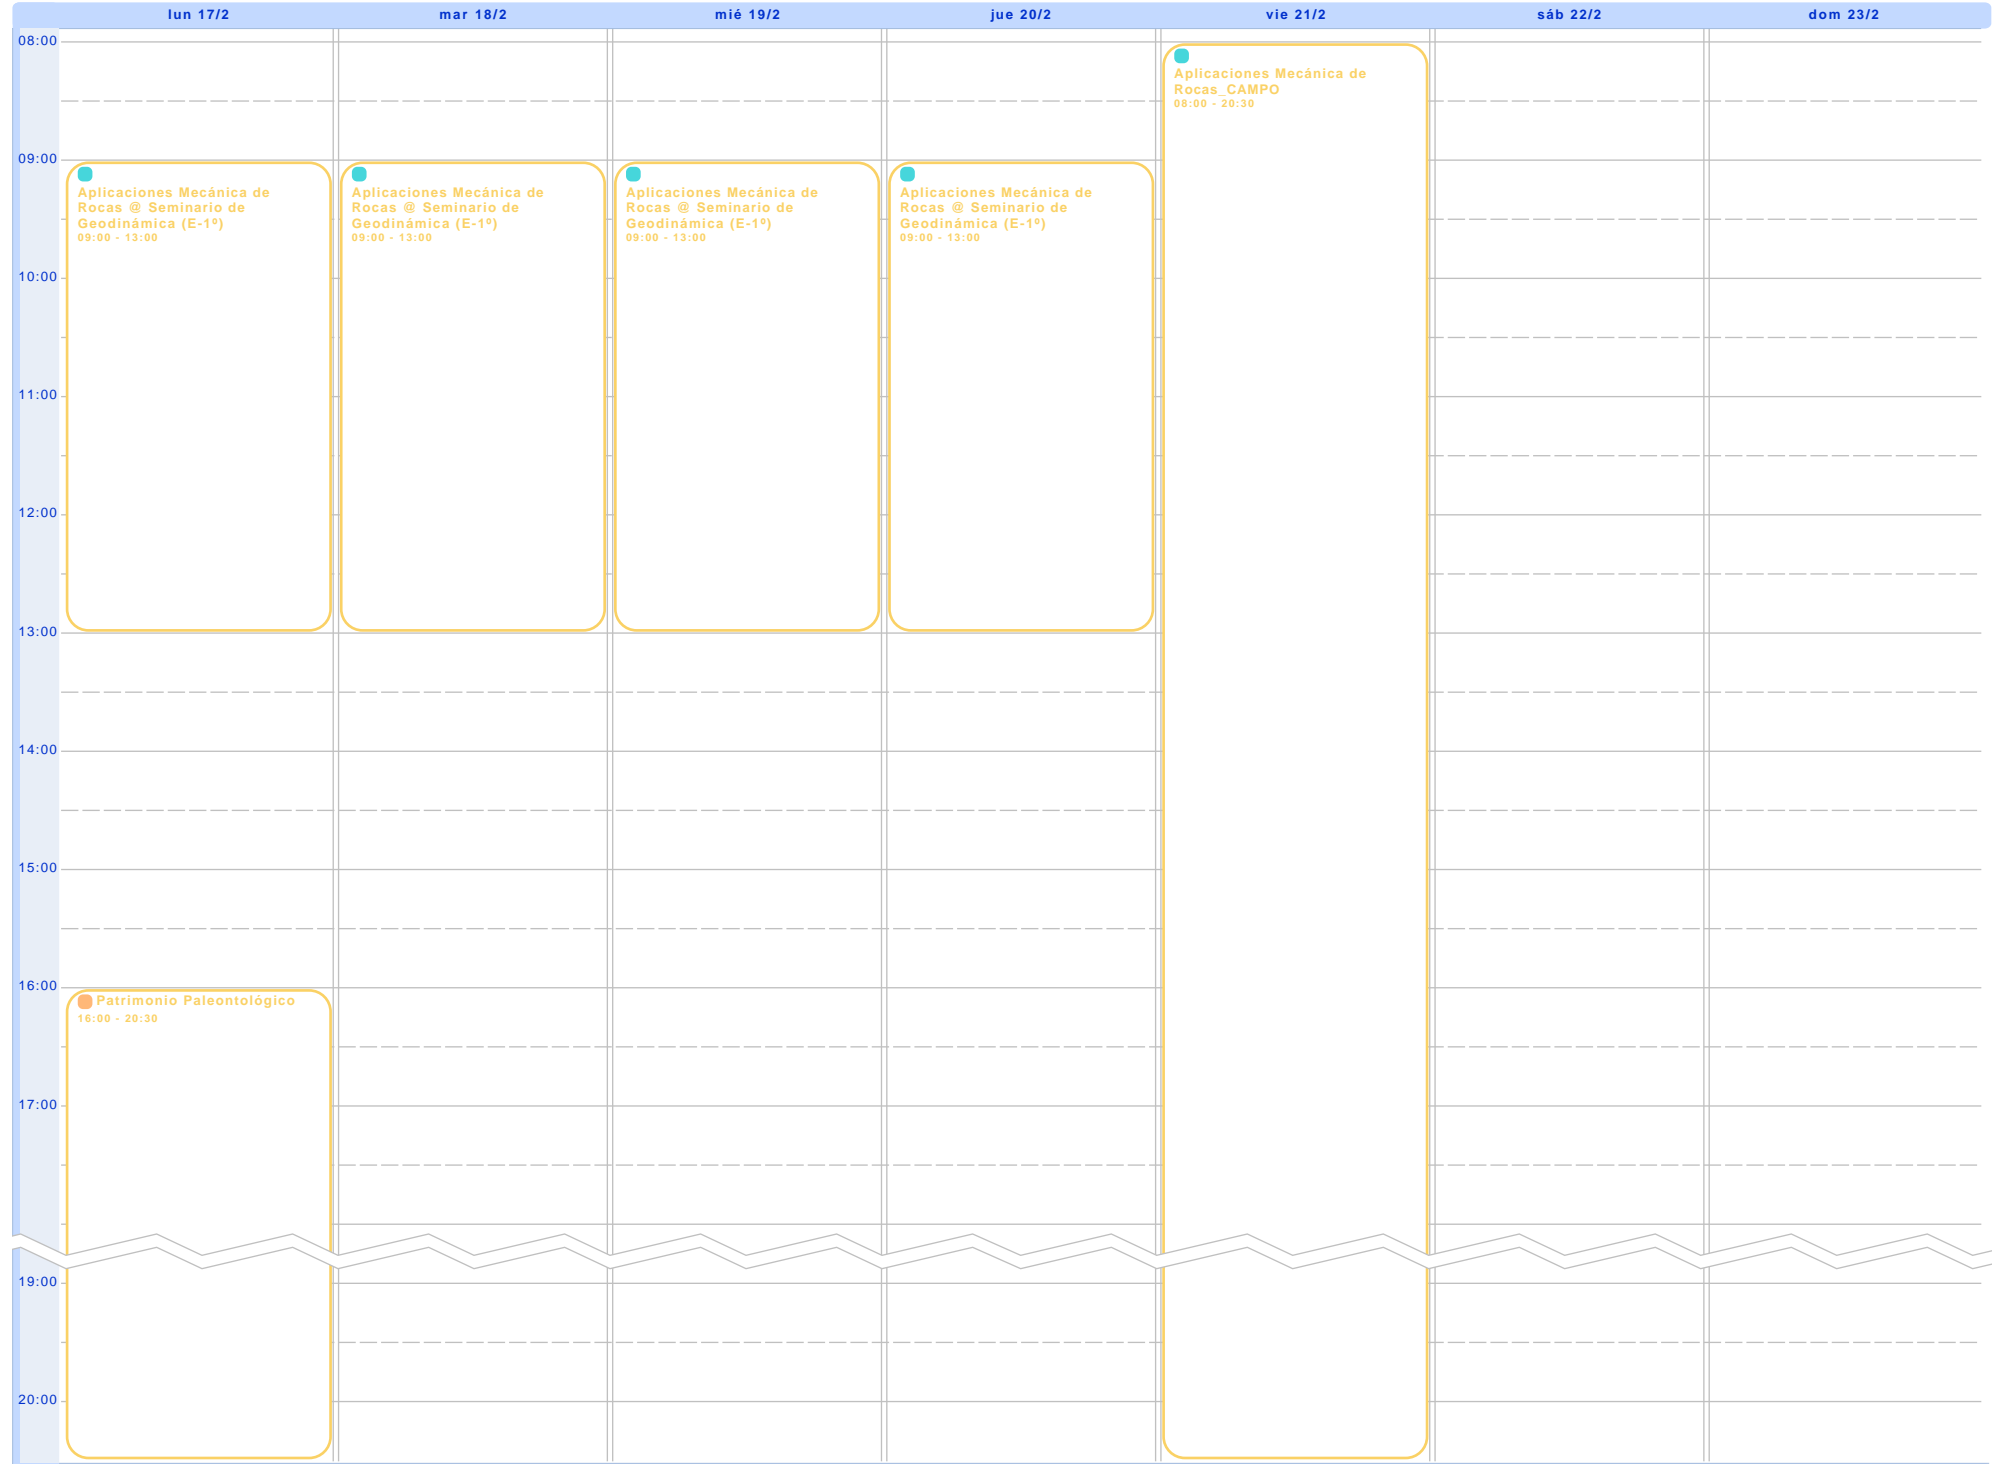 lun 17/2
mar 18/2
mié 19/2
jue 20/2
vie 21/2
sáb 22/2
dom 23/2
08:00
Aplicaciones Mecánica de
Rocas_CAMPO
08:00 - 20:30
09:00
Aplicaciones Mecánica de
Rocas @ Seminario de
Geodinámica (E-1º)
09:00 - 13:00
Aplicaciones Mecánica de
Rocas @ Seminario de
Geodinámica (E-1º)
09:00 - 13:00
Aplicaciones Mecánica de
Rocas @ Seminario de
Geodinámica (E-1º)
09:00 - 13:00
Aplicaciones Mecánica de
Rocas @ Seminario de
Geodinámica (E-1º)
09:00 - 13:00
10:00
11:00
12:00
13:00
14:00
15:00
16:00
Patrimonio Paleontológico
16:00 - 20:30
17:00
19:00
20:00